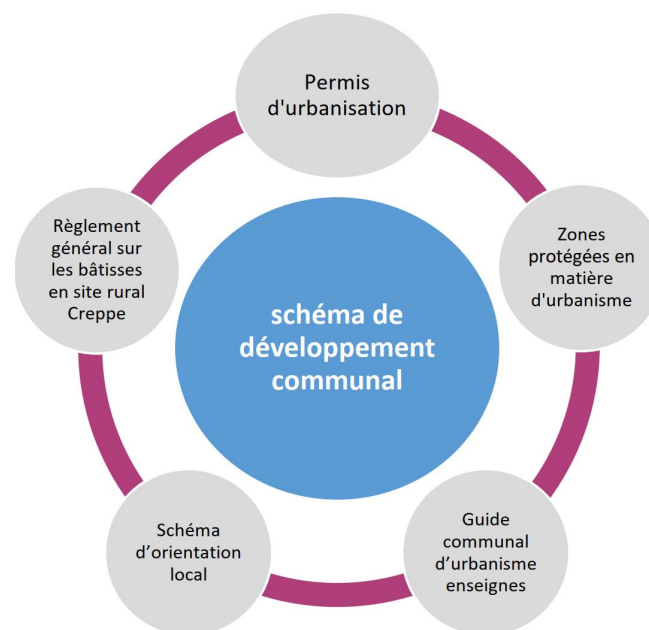 Permis
d'urbanisation
Règlement
général sur
les bâtisses
en site rural
Creppe
Zones
protégées en
matière
d'urbanisme
schéma de
développement
communal
Schéma
d’orientation
local
Guide
communal
d’urbanisme
enseignes